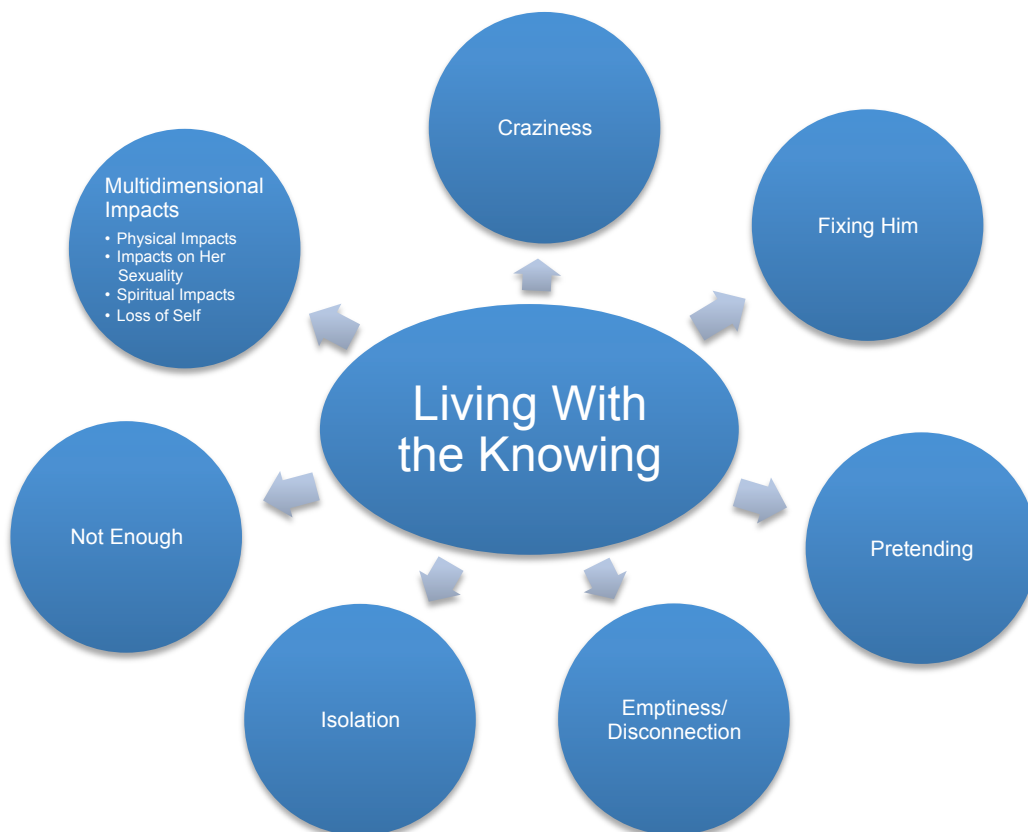 Craziness
Fixing Him
Multidimensional
Impacts
• Physical Impacts
• Impacts on Her
Sexuality
• Spiritual Impacts
• Loss of Self
Living With
the Knowing
Not Enough
Pretending
Isolation
Emptiness/
Disconnection